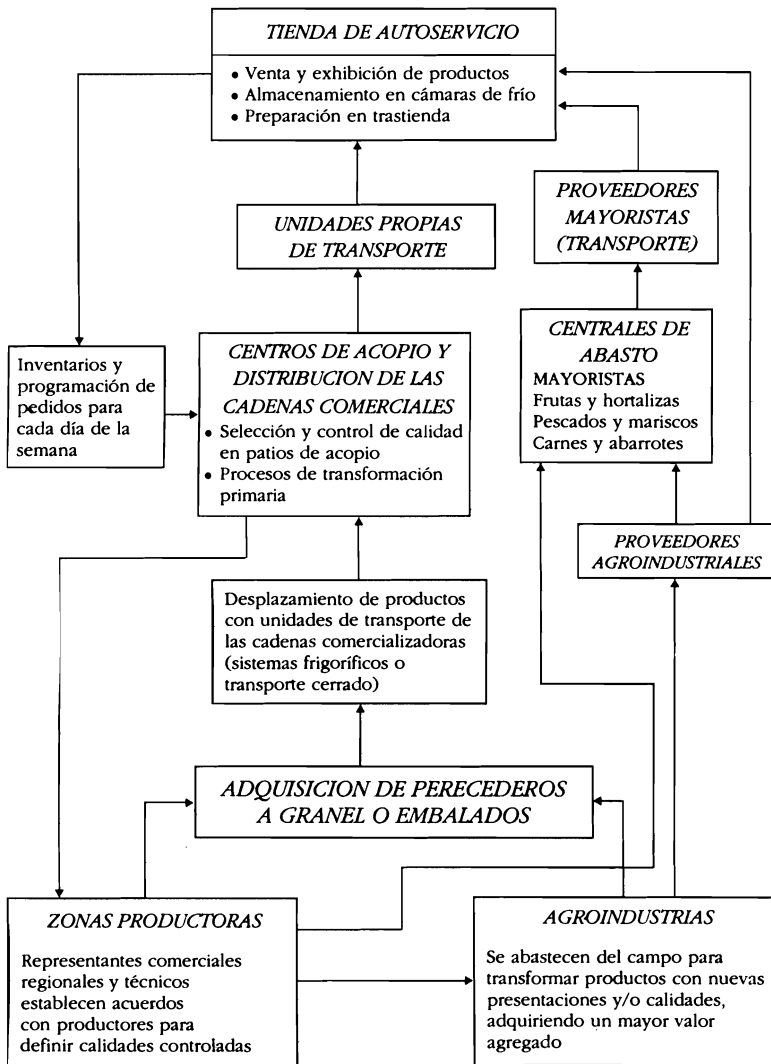 TIENDA DE AUTOSERVICIO
• Venta y exhibición de productos
• Almacenamiento en cámaras de frío
• Preparación en trastienda
PROVEEDORES
MAYORISTAS
(TRANSPORTE)
UNIDADES PROPIAS
DE TRANSPORTE
CENTRALES DE
ABASTO
MAYORISTAS
Frutas y hortalizas
Pescados y mariscos
Carnes y abarrotes
Inventarios y
programación de
pedidos para
cada día de la
semana
CENTROS DE ACOPIO Y
DISTRIBUCION DE LAS
CADENAS COMERCIALES
• Selección y control de calidad
en patios de acopio
• Procesos de transformación
primaria
PROVEEDORES
AGROINDUSTRIALES
Desplazamiento de productos
con unidades de transporte de
las cadenas comercializadoras
(sistemas frigoríficos o
transporte cerrado)
ADQUISICION DE PERECEDEROS
A GRANEL O EMBALADOS
ZONAS PRODUCTORAS
Representantes comerciales
regionales y técnicos
establecen acuerdos
con productores para
definir calidades controladas
AGROINDUSTRIAS
Se abastecen del campo para
transformar productos con nuevas
presentaciones y/o calidades,
adquiriendo un mayor valor
agregado